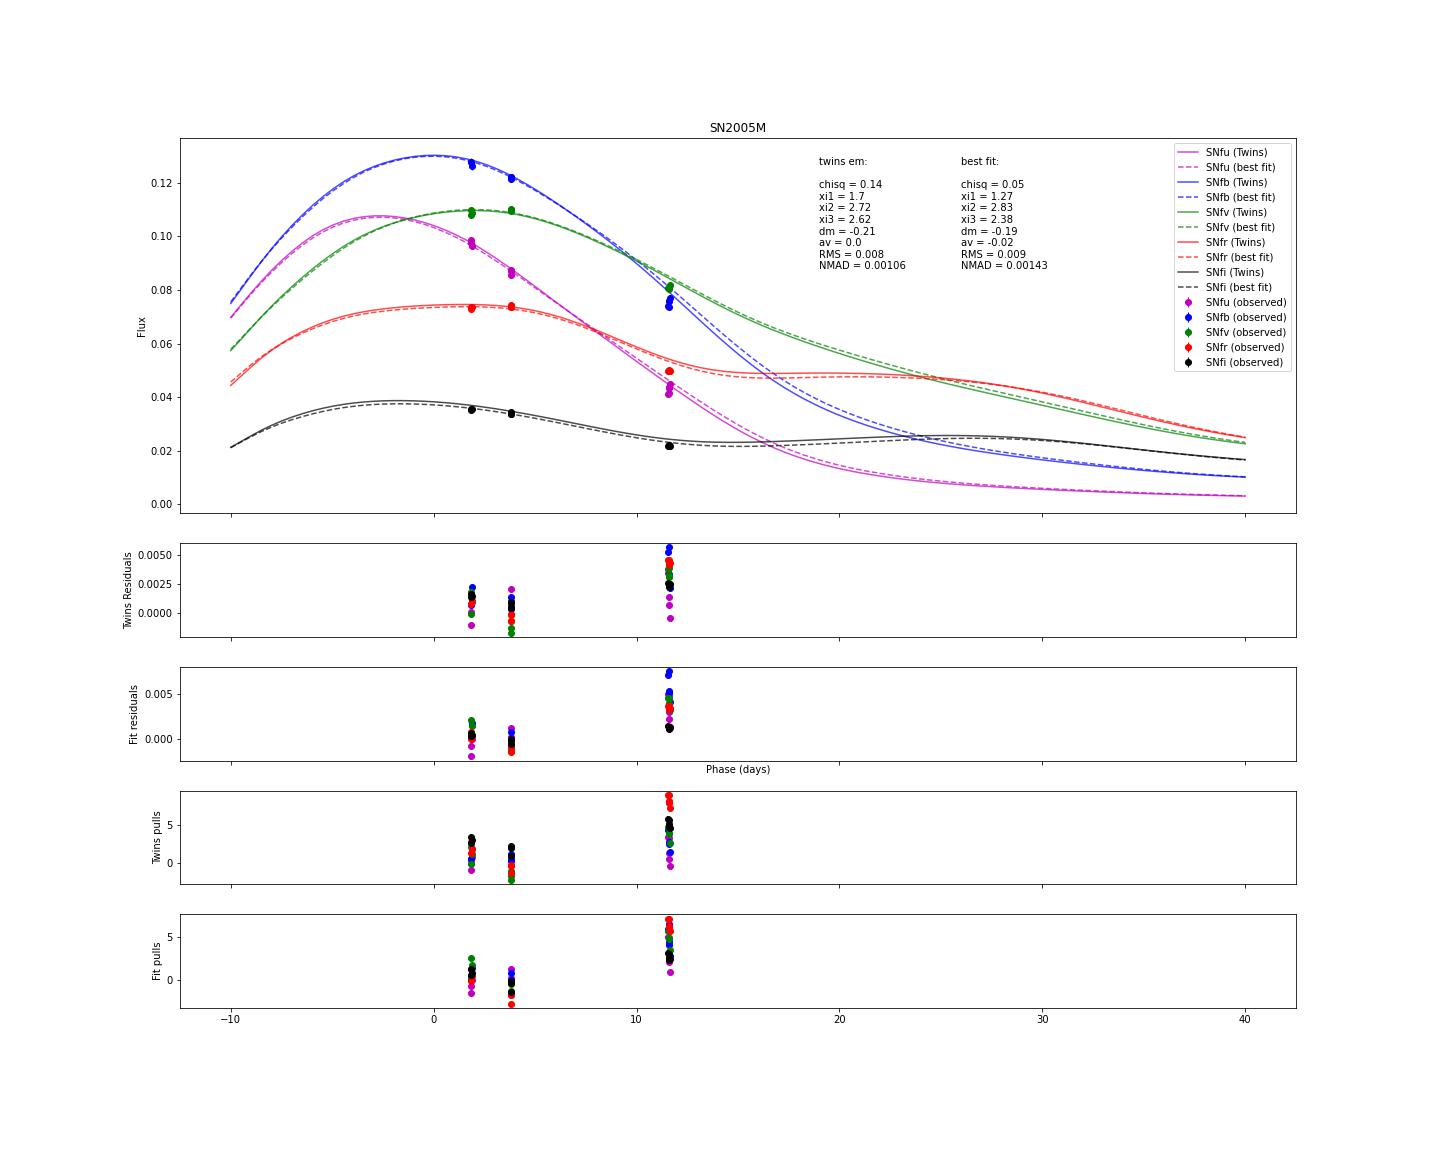 SN2005M
Flux
0.12
0.10
0.08
0.06
0.04
0.02
0.00
twins em:
chisq = 0.14
xi1 = 1.7
xi2 = 2.72
xi3 = 2.62
dm = -0.21
av = 0.0
RMS = 0.008
NMAD = 0.00106
best fit:
chisq = 0.05
xi1 = 1.27
xi2 = 2.83
xi3 = 2.38
dm = -0.19
av = -0.02
RMS = 0.009
NMAD = 0.00143
SNfu (Twins)
SNfu (best fit)
SNfb (Twins)
SNfb (best fit)
SNfv (Twins)
SNfv (best fit)
SNfr (Twins)
SNfr (best fit)
SNfi (Twins)
SNfi (best fit)
SNfu (observed)
SNfb (observed)
SNfv (observed)
SNfr (observed)
SNfi (observed)
Twins Residuals
0.0050
0.0025
0.0000
Fit residuals
0.005
0.000
Phase (days)
Twins pulls
5
0
Fit pulls
5
0
−10
0
10
20
30
40